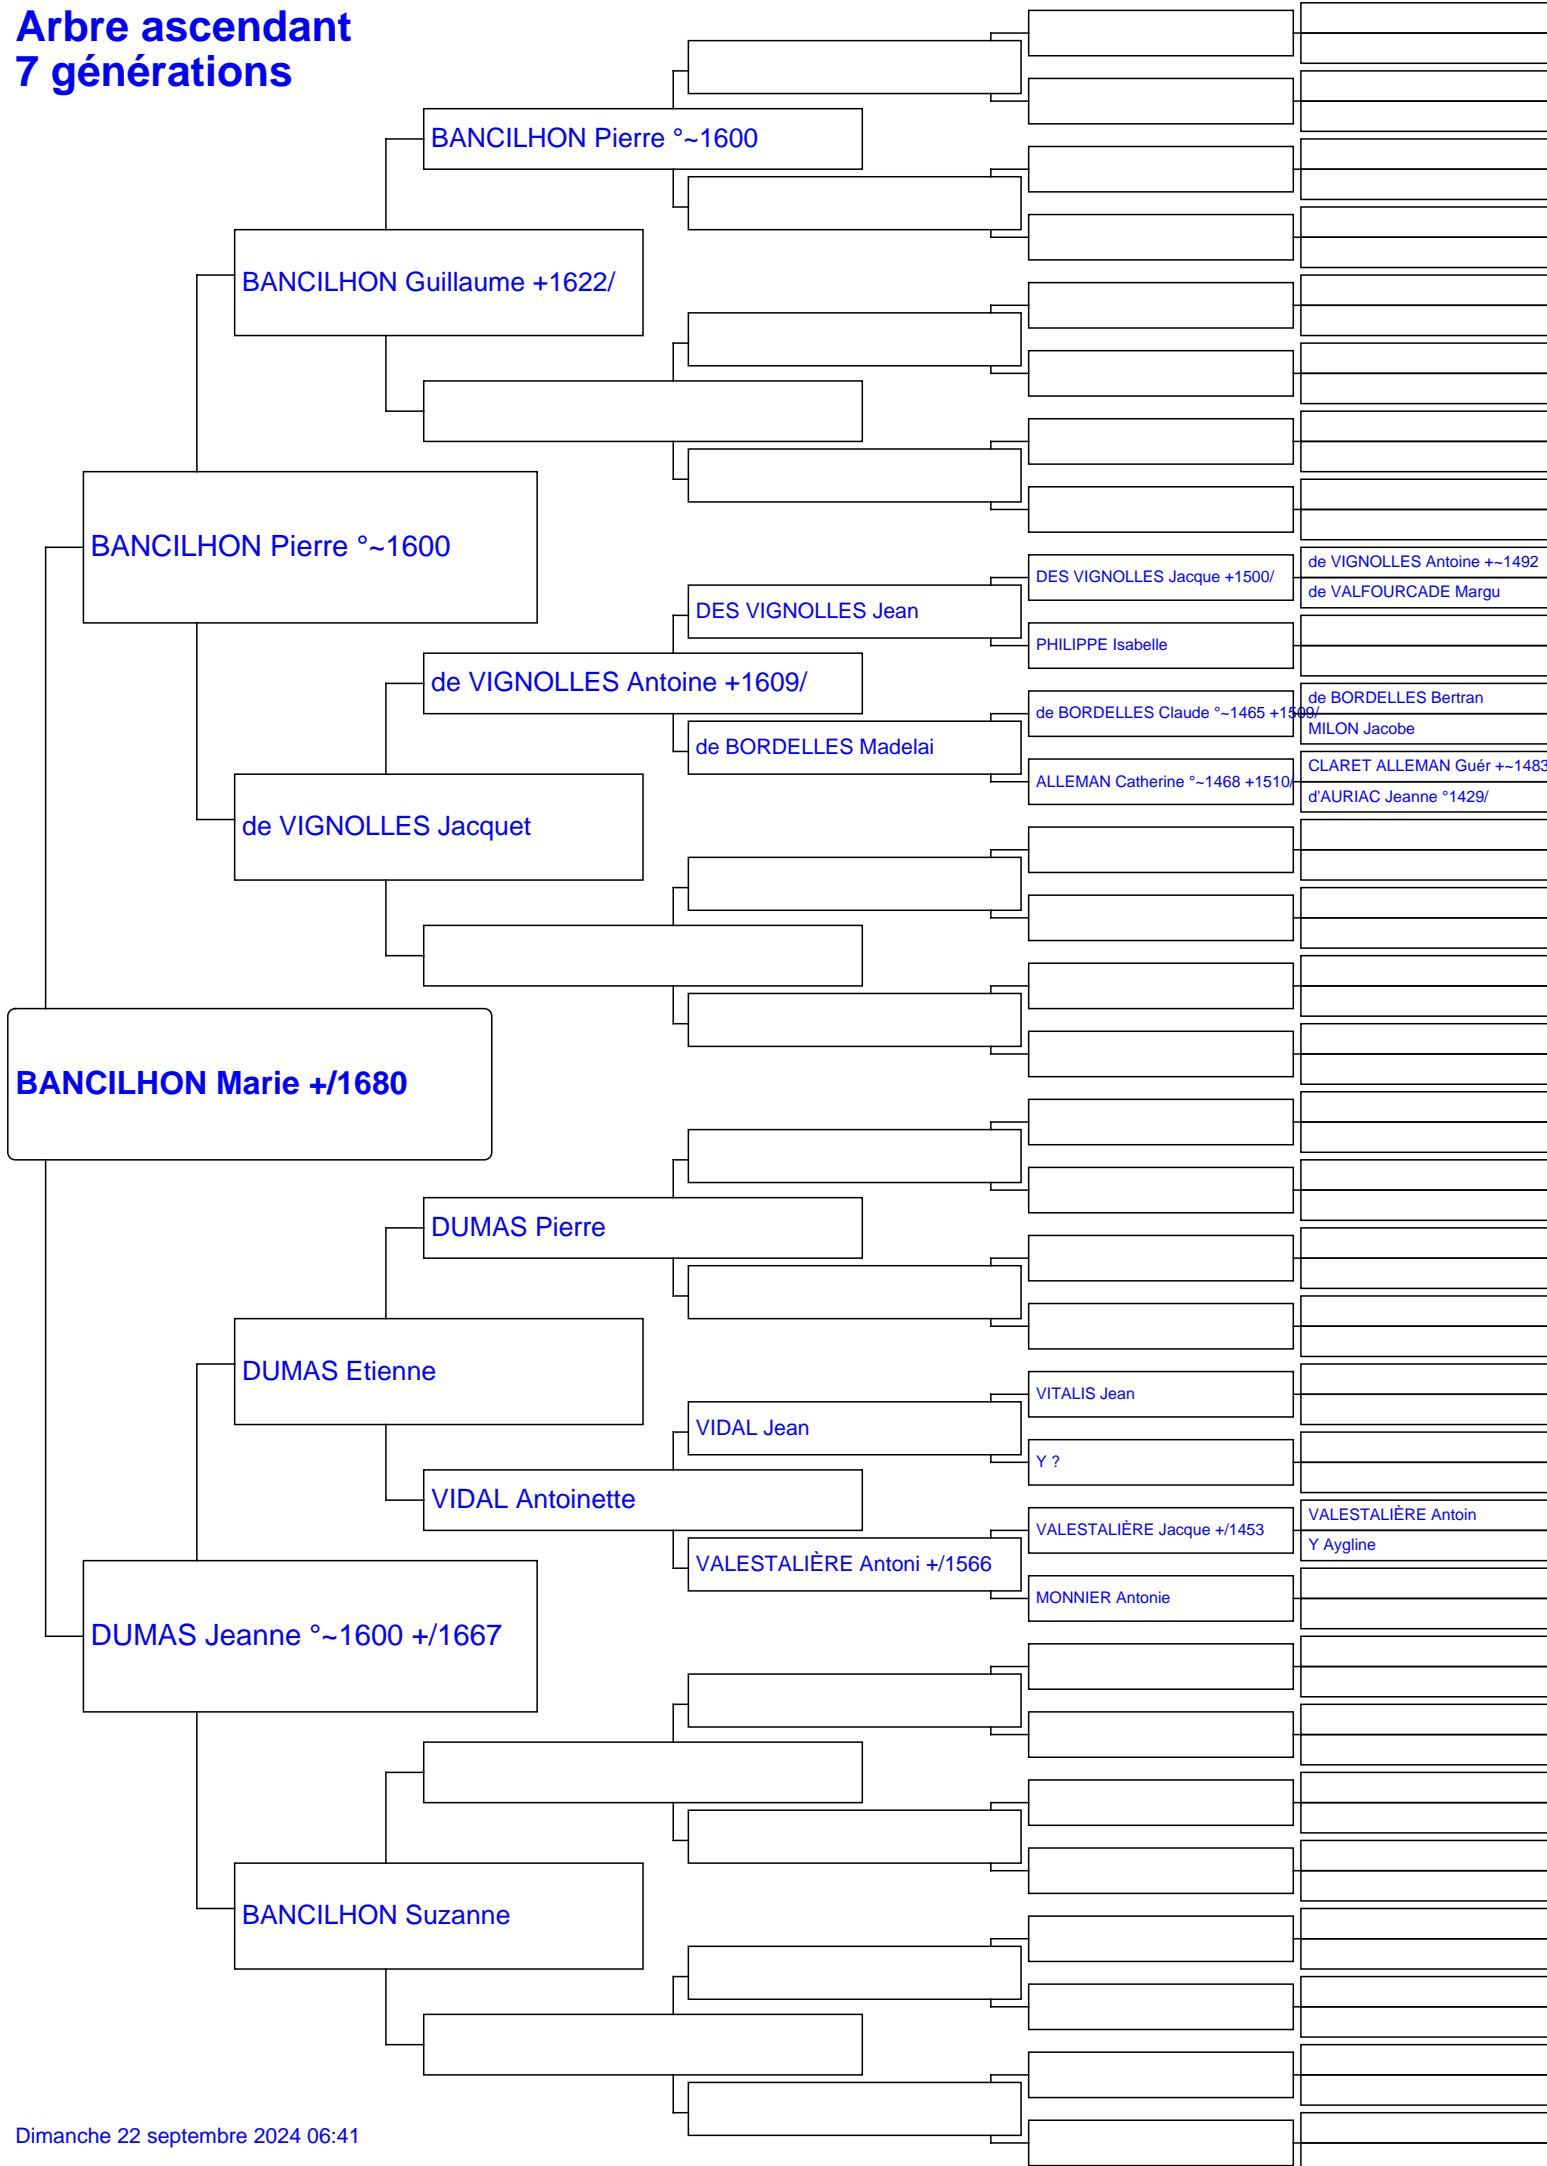 Arbre ascendant
7 générations
BANCILHON Pierre °~1600
BANCILHON Guillaume +1622/
BANCILHON Pierre °~1600
de VIGNOLLES Antoine +~1492
DES VIGNOLLES Jacque +1500/
de VALFOURCADE Margu
DES VIGNOLLES Jean
PHILIPPE Isabelle
de VIGNOLLES Antoine +1609/
de BORDELLES Bertran
de BORDELLES Claude °~1465 +1509/
MILON Jacobe
de BORDELLES Madelai
CLARET ALLEMAN Guér +~1483
ALLEMAN Catherine °~1468 +1510/
d'AURIAC Jeanne °1429/
de VIGNOLLES Jacquet
BANCILHON Marie +/1680
DUMAS Pierre
DUMAS Etienne
VITALIS Jean
VIDAL Jean
Y ?
VIDAL Antoinette
VALESTALIÈRE Antoin
VALESTALIÈRE Jacque +/1453
Y Aygline
VALESTALIÈRE Antoni +/1566
MONNIER Antonie
DUMAS Jeanne °~1600 +/1667
BANCILHON Suzanne
Dimanche 22 septembre 2024 06:41